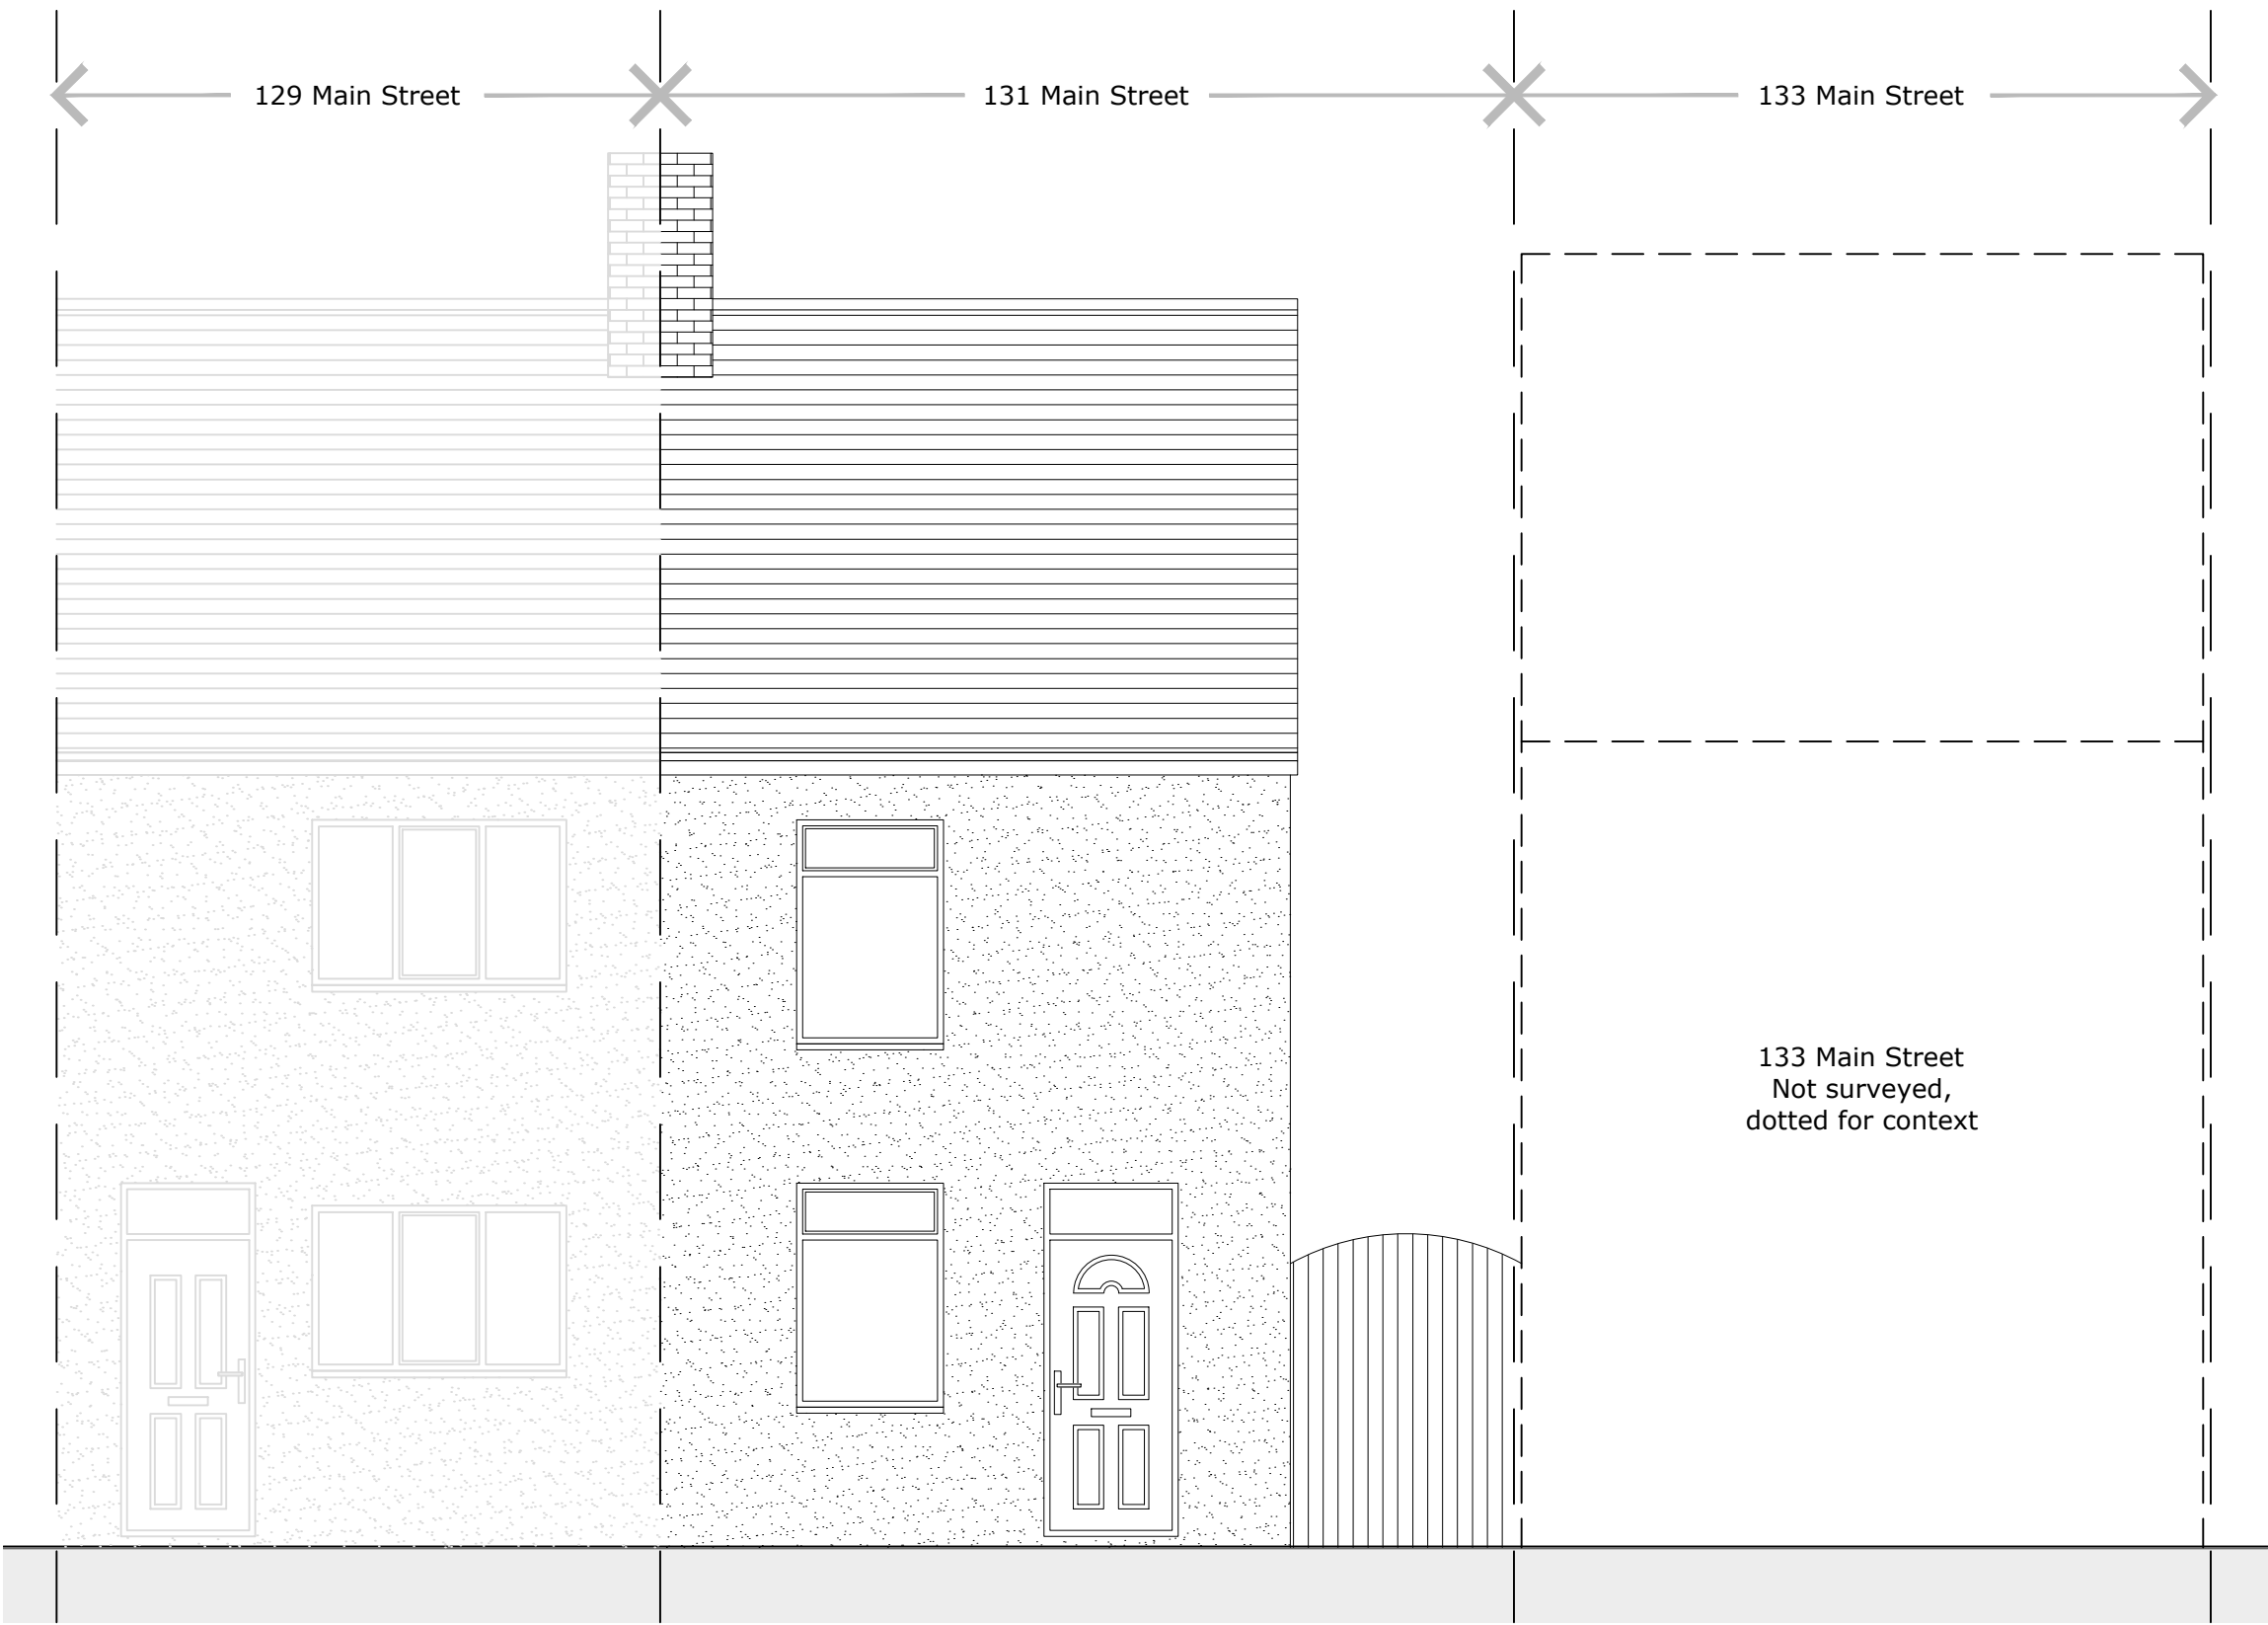 129 Main Street
131 Main Street
133 Main Street
133 Main Street
Not surveyed,
dotted for context